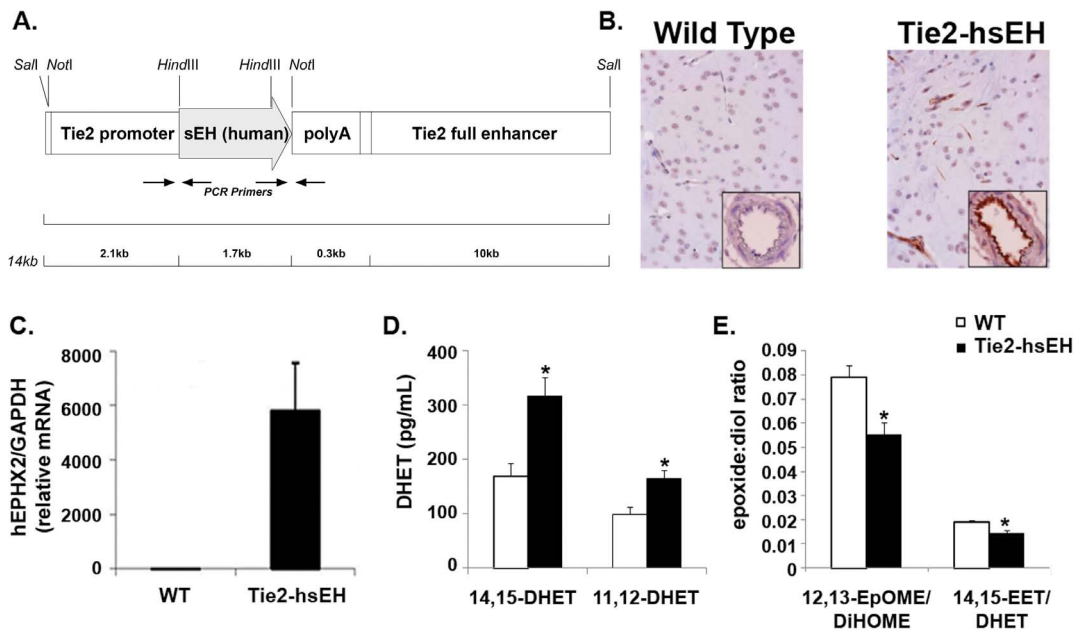 A.
SalI NotI HindIII HindIII NotI SalI
Tie2 promoter sEH (human) polyA Tie2 full enhancer
PCR Primers
14kb 2.1kb 1.7kb 0.3kb 10kb
B.
Wild Type Tie2-hsEH
C.
hEPHX2/GAPDH
(relative mRNA)
8000
6000
4000
2000
0
WT Tie2-hsEH
D.
DHET (pg/mL)
400
300
200
100
0
* *
14,15-DHET 11,12-DHET
E.
WT
Tie2-hsEH
epoxide:diol ratio
0.09
0.08
0.07
0.06
0.05
0.04
0.03
0.02
0.01
0
* *
12,13-EpOME/
DiHOME
14,15-EET/
DHET